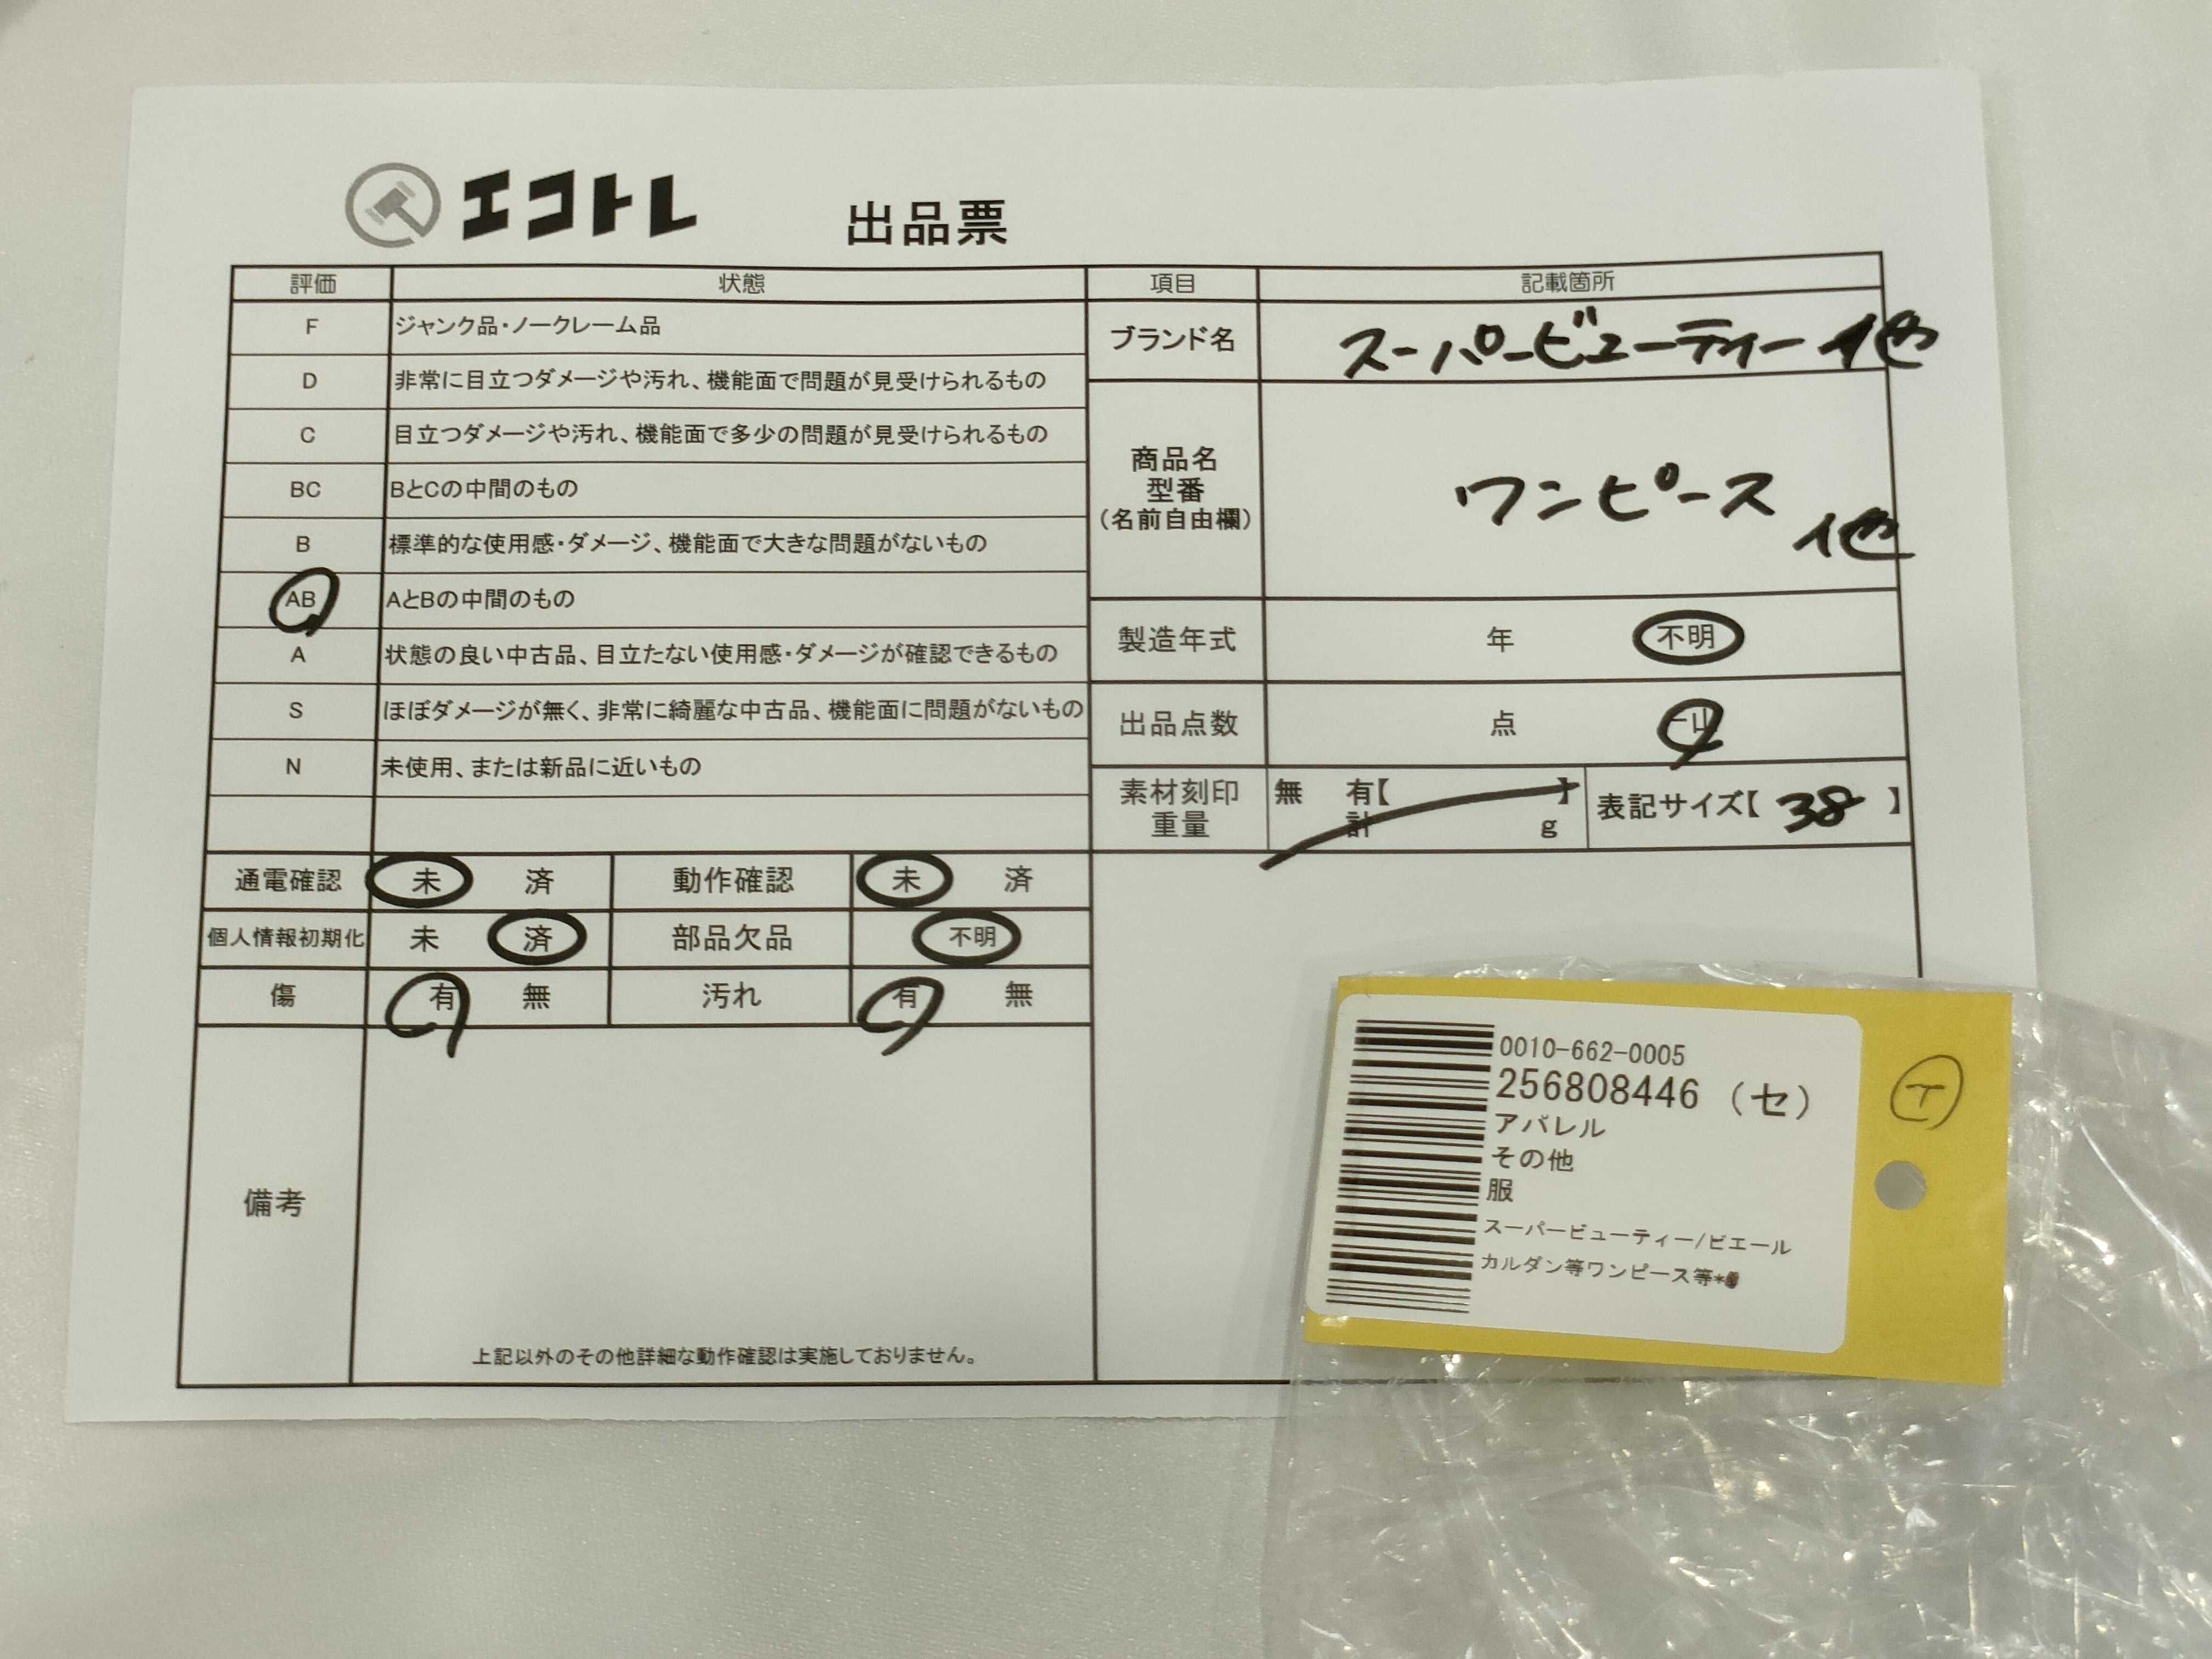 エコトレ 出品票
評価 状態 項目 記載箇所
F ジャンク品・ノークレーム品
D 非常に目立つダメージや汚れ、機能面で問題が見受けられるもの
C 目立つダメージや汚れ、機能面で多少の問題が見受けられるもの
BC BとCの中間のもの
B 標準的な使用感・ダメージ、機能面で大きな問題がないもの
AB AとBの中間のもの
A 状態の良い中古品、目立たない使用感・ダメージが確認できるもの
S ほぼダメージが無く、非常に綺麗な中古品、機能面に問題がないもの
N 未使用、または新品に近いもの
ブランド名 スーパービューティー 他
商品名
型番
(名前自由欄)
ワンピース
他
製造年式 年 不明
出品点数 点 一山
素材刻印 無 有【 】
重量 計 g
表記サイズ【 38 】
通電確認 未 済 動作確認 未 済
個人情報初期化 未 済 部品欠品 不明
傷 有 無 汚れ 有 無
備考
上記以外のその他詳細な動作確認は実施しておりません。
0010-662-0005
256808446 (セ)
アパレル
その他
服
スーパービューティー/ピエール
カルダン等ワンピース等*